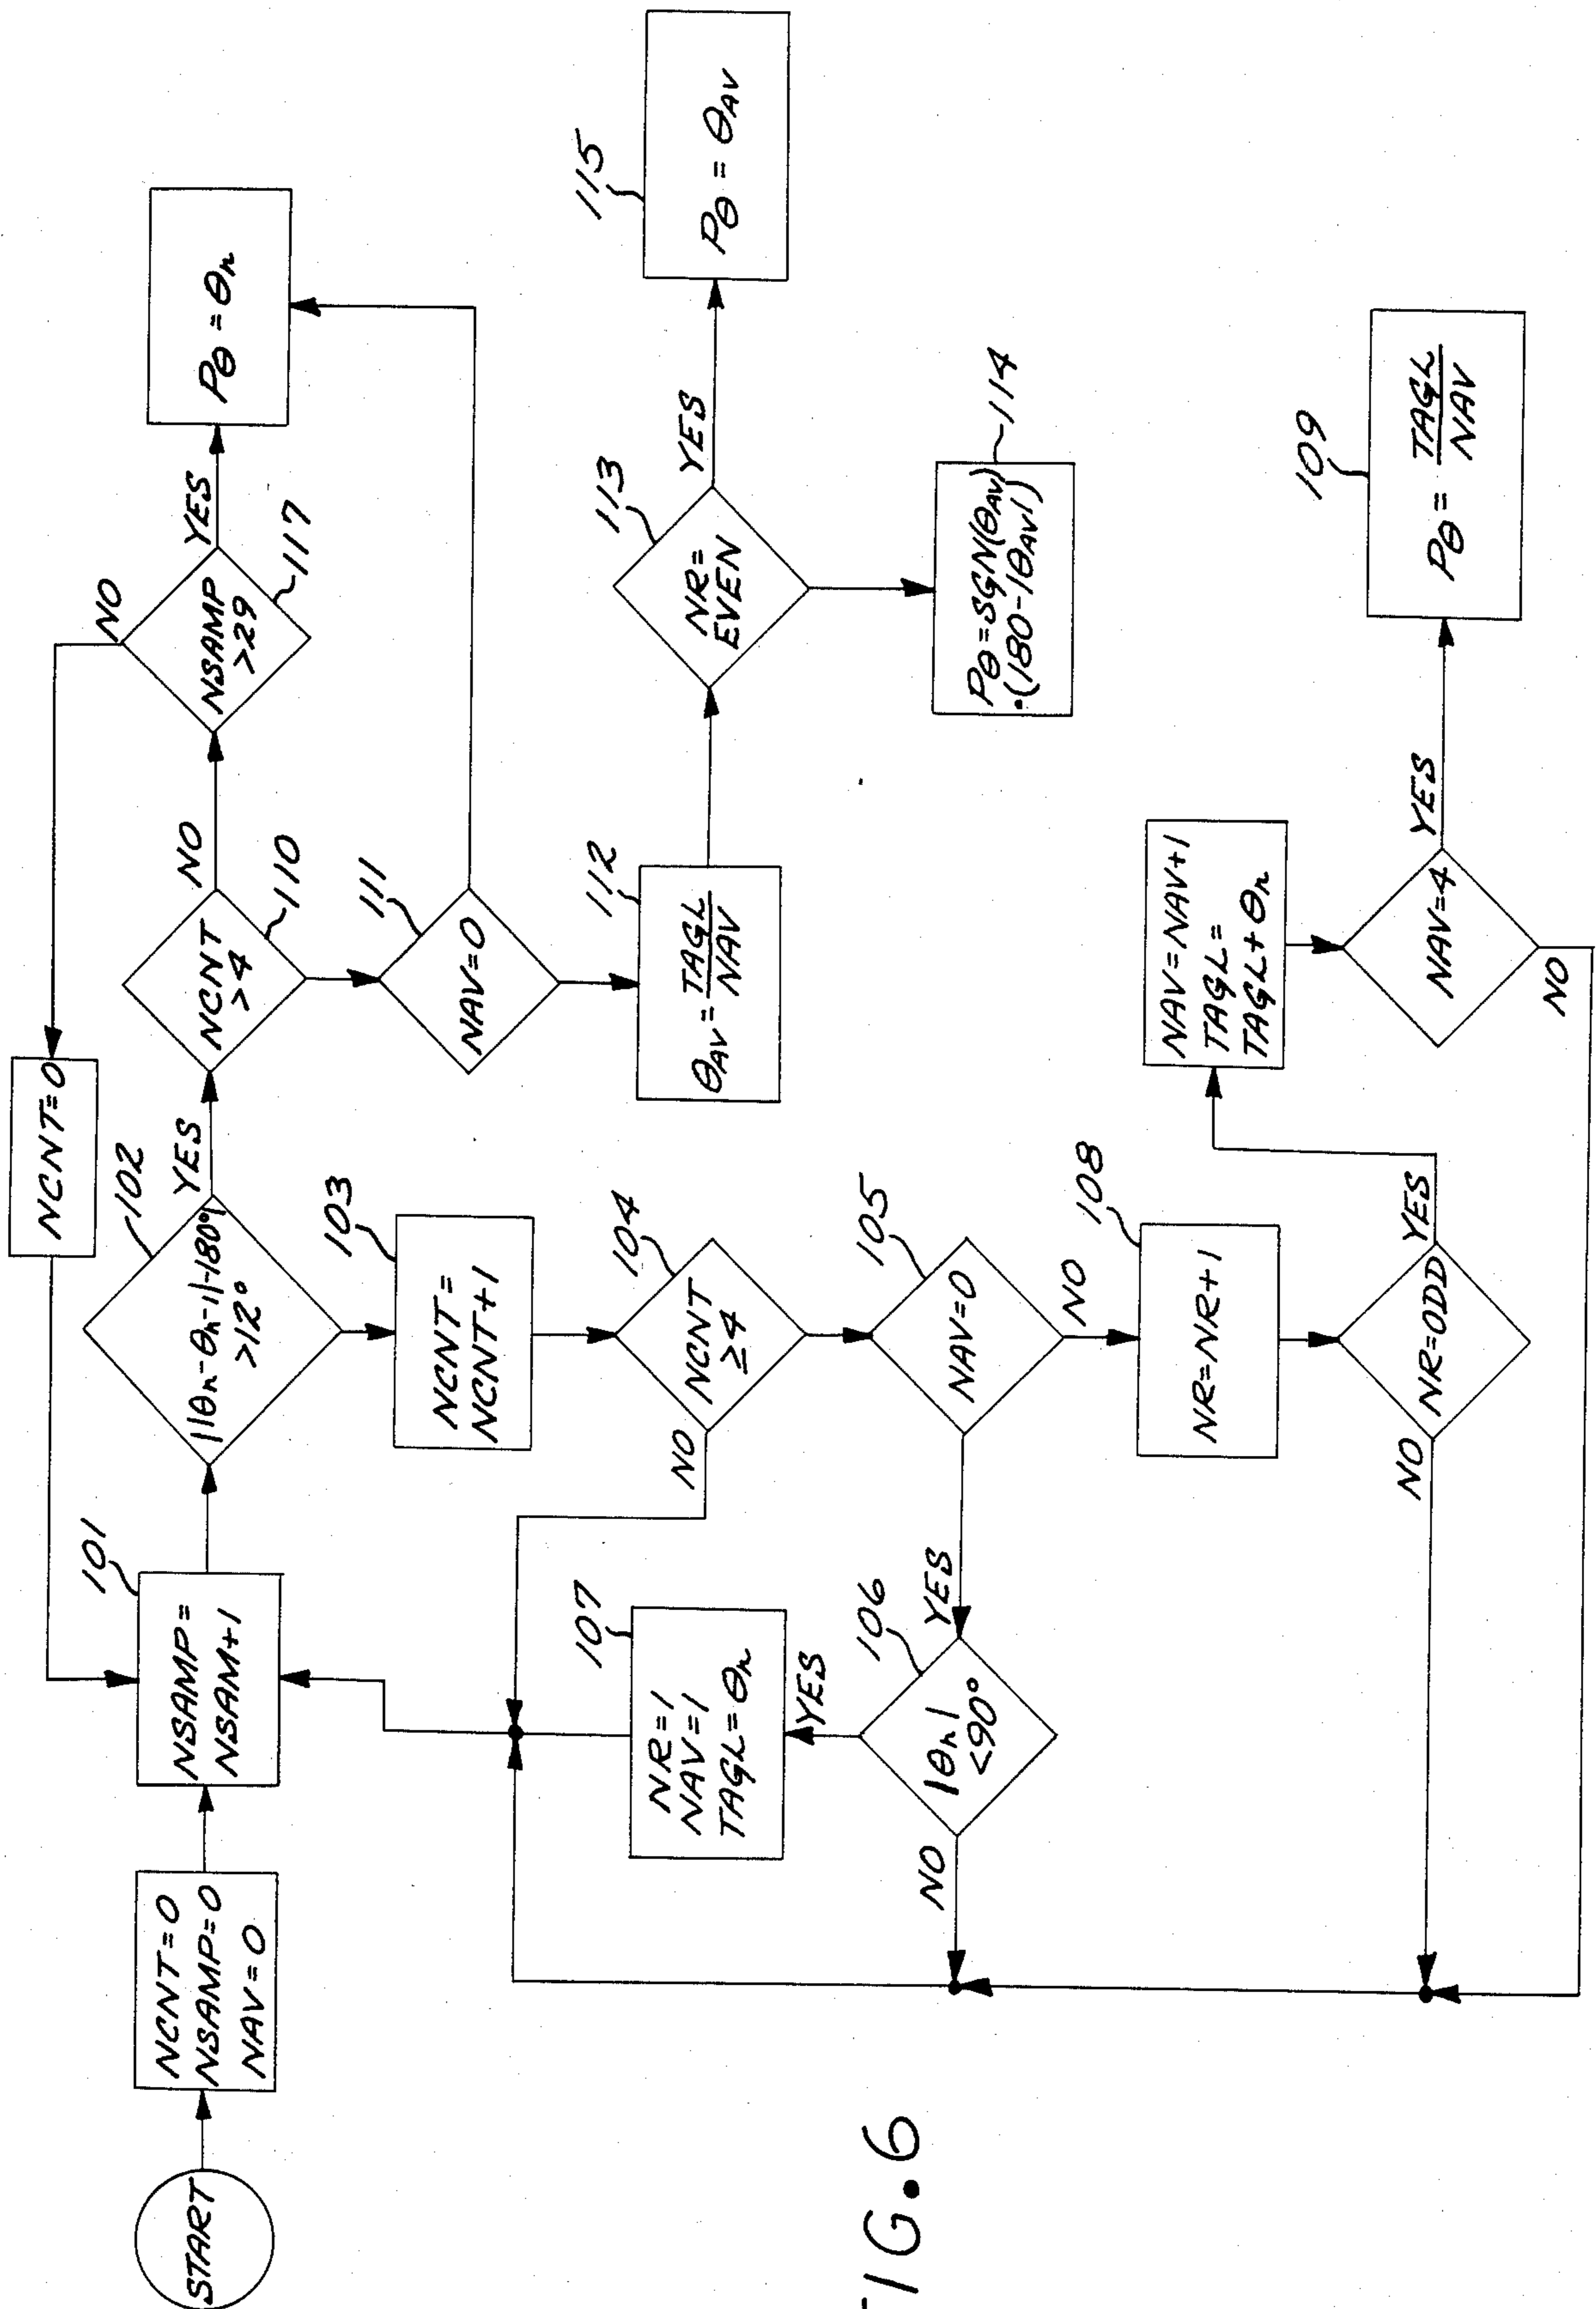 START
NCNT=0
NSAMP=0
NAV=0
101
NSAMP=
NSAM+1
NCNT=0
102
||θn-θn-1|-180°|
>12°
YES
110
NCNT
>4
NO
NO
117
NSAMP
>29
YES
Pθ = θn
103
NCNT=
NCNT+1
111
NAV=0
104
NCNT
≥4
NO
112
θAV = TAGL
NAV
113
NR=
EVEN
YES
115
Pθ = θAV
107
NR=1
NAV=1
TAGL=θn
YES
105
NAV=0
YES
NO
114
Pθ=SGN(θAV)
•(180-|θAV|)
106
|θn|
<90°
NO
108
NR=NR+1
NAV=NAV+1
TAGL=
TAGL+θn
NR=ODD
NO
YES
NAV=4
YES
NO
109
Pθ = TAGL
NAV
FIG.6